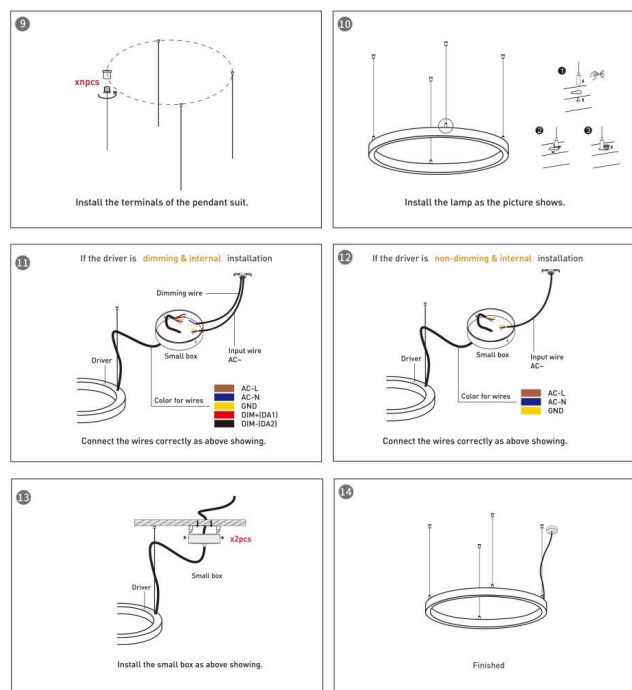 9
xnpcs
Install the terminals of the pendant suit.
10
1
2
3
Install the lamp as the picture shows.
11
If the driver is dimming & internal installation
Dimming wire
Driver
Small box
Input wire
AC~
Color for wires
AC-L
AC-N
GND
DIM+(DA1)
DIM-(DA2)
Connect the wires correctly as above showing.
12
If the driver is non-dimming & internal installation
Driver
Small box
Input wire
AC~
Color for wires
AC-L
AC-N
GND
Connect the wires correctly as above showing.
13
x2pcs
Small box
Driver
Install the small box as above showing.
14
Finished